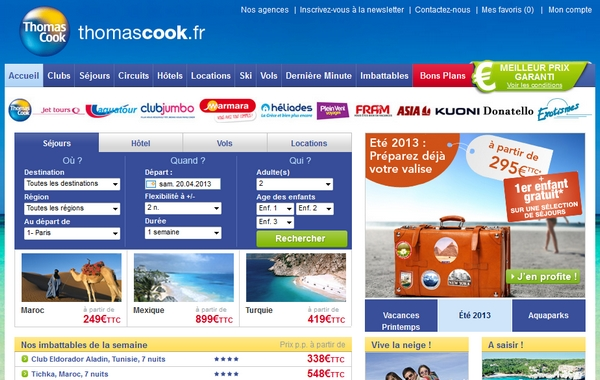 Nos agences | Inscrivez-vous à la newsletter | Contactez-nous | Mes favoris (0) | Mon compte
Thomas Cook
thomascook.fr
Accueil Clubs Séjours Circuits Hôtels Locations Ski Vols Dernière Minute Imbattables Bons Plans
MEILLEUR PRIX GARANTI
Voir les conditions
Thomas Cook jet tours aquatour clubjumbo marmara héliades Plein Vent voyages FRAM ASIA KUONI Donatello Exotismes
Séjours Hôtel Vols Locations
Où ? Quand ? Qui ?
Destination Départ : Adulte(s)
Toutes les destinations sam. 20.04.2013 2
Région Flexibilité +/- Age des enfants
Toutes les régions 2 n. Enf. 1 Enf. 2
Au départ de Durée
1- Paris 1 semaine Enf. 3
Rechercher
Eté 2013 :
Préparez déjà
votre valise
à partir de
295€TTC
+
1er enfant
gratuit*
SUR UNE SÉLECTION
DE SÉJOURS
NEW YORK
J'en profite !
Maroc à partir de 249€TTC
Mexique à partir de 899€TTC
Turquie à partir de 419€TTC
Vacances Printemps
Été 2013
Aquaparks
Nos imbattables de la semaine Prix p.p. à partir de
Club Eldorador Aladin, Tunisie, 7 nuits 338€TTC
Tichka, Maroc, 7 nuits 548€TTC
Vive la neige !
A saisir !